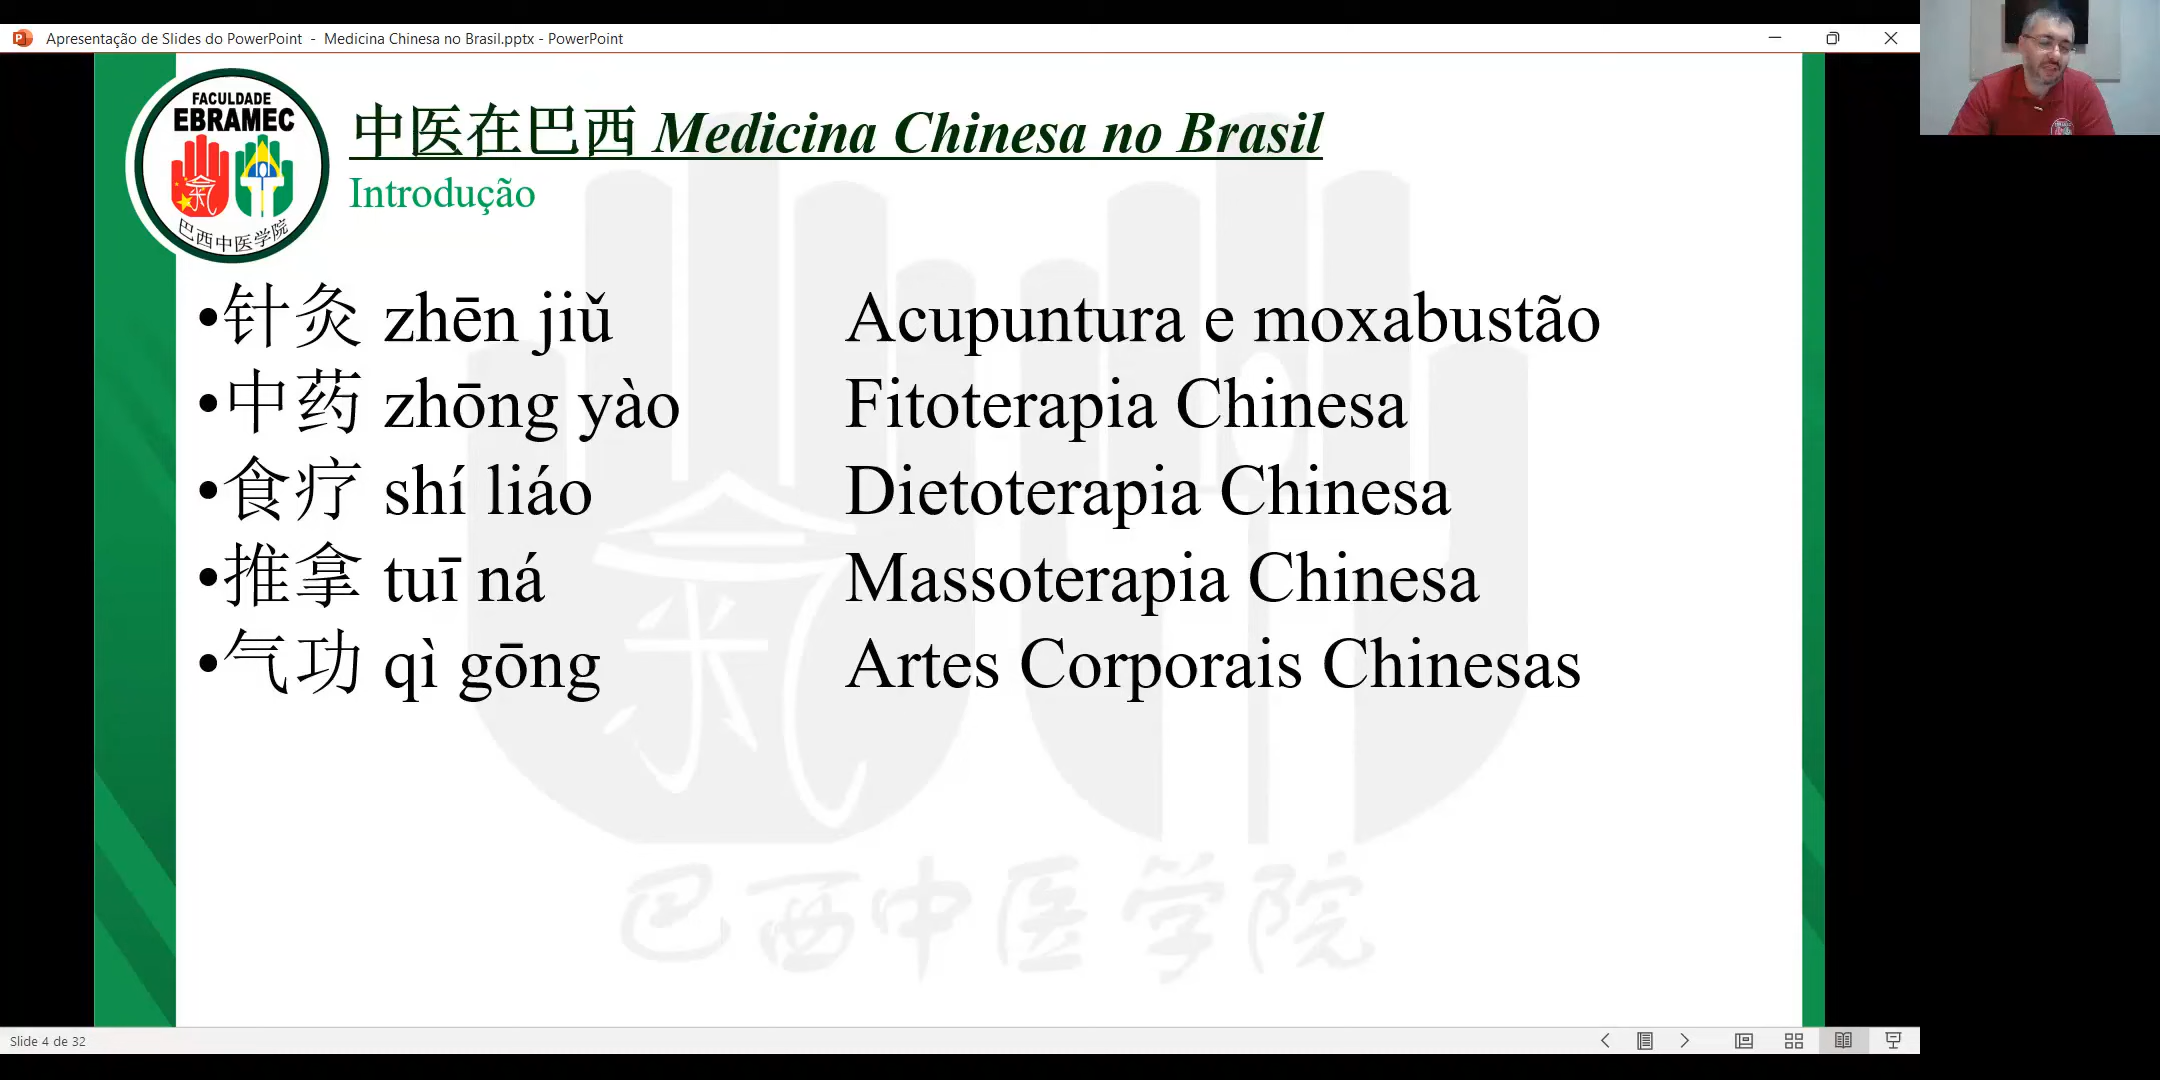 Apresentação de Slides do PowerPoint - Medicina Chinesa no Brasil.pptx - PowerPoint
FACULDADE
EBRAMEC
巴西中医学院
中医在巴西 Medicina Chinesa no Brasil
Introdução
•针灸 zhēn jiǔ Acupuntura e moxabustão
•中药 zhōng yào Fitoterapia Chinesa
•食疗 shí liáo Dietoterapia Chinesa
•推拿 tuī ná Massoterapia Chinesa
•气功 qì gōng Artes Corporais Chinesas
巴西中医学院
Slide 4 de 32